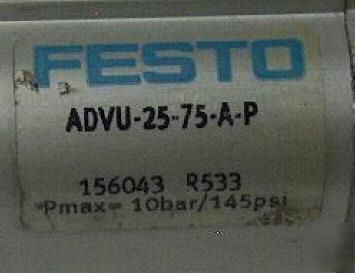 FESTO
ADVU-25-75-A-P
156043 R533
Pmax= 10bar/145psi